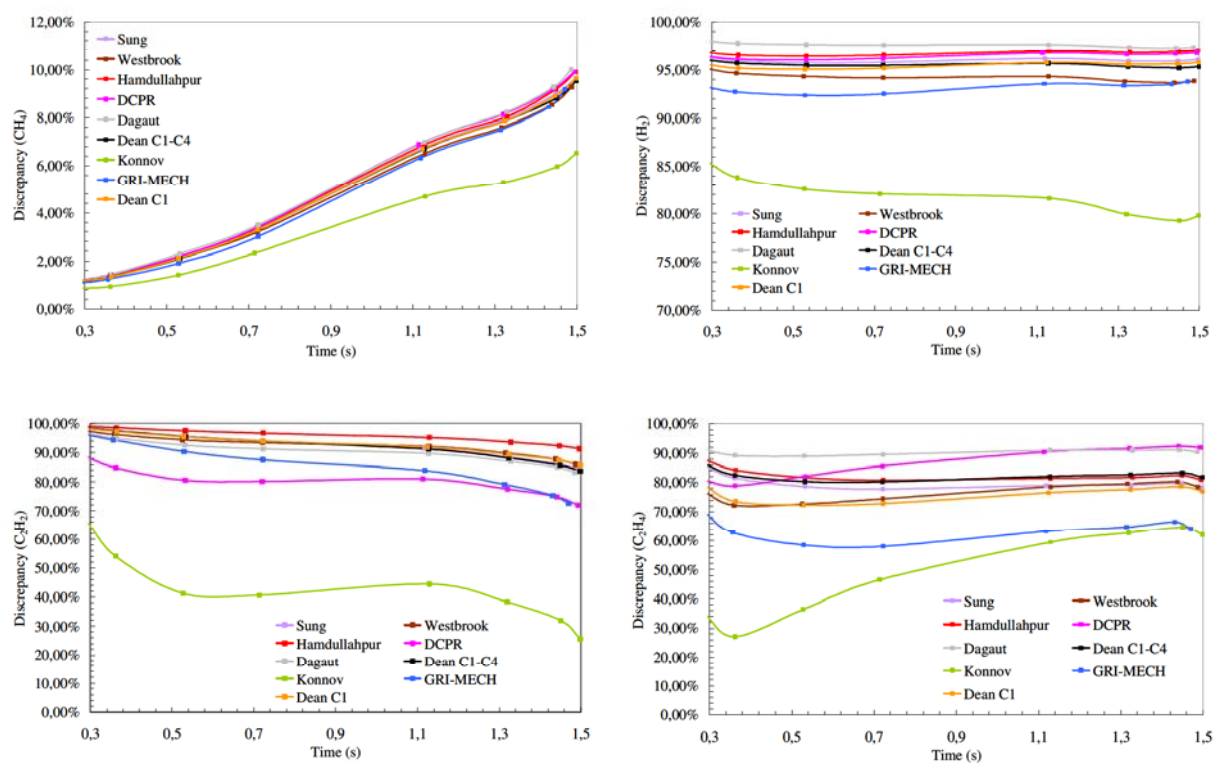 12,00%
10,00%
8,00%
6,00%
4,00%
2,00%
0,00%
Discrepancy (CH₄)
Sung
Westbrook
Hamdullahpur
DCPR
Dagaut
Dean C1-C4
Konnov
GRI-MECH
Dean C1
0,3 0,5 0,7 0,9 1,1 1,3 1,5
Time (s)
100,00%
95,00%
90,00%
85,00%
80,00%
75,00%
70,00%
Discrepancy (H₂)
Sung Westbrook
Hamdullahpur DCPR
Dagaut Dean C1-C4
Konnov GRI-MECH
Dean C1
0,3 0,5 0,7 0,9 1,1 1,3 1,5
Time (s)
100,00%
90,00%
80,00%
70,00%
60,00%
50,00%
40,00%
30,00%
20,00%
10,00%
0,00%
Discrepancy (C₂H₂)
Sung Westbrook
Hamdullahpur DCPR
Dagaut Dean C1-C4
Konnov GRI-MECH
Dean C1
0,3 0,5 0,7 0,9 1,1 1,3 1,5
Time (s)
100,00%
90,00%
80,00%
70,00%
60,00%
50,00%
40,00%
30,00%
20,00%
10,00%
0,00%
Discrepancy (C₂H₄)
Sung Westbrook
Hamdullahpur DCPR
Dagaut Dean C1-C4
Konnov GRI-MECH
Dean C1
0,3 0,5 0,7 0,9 1,1 1,3 1,5
Time (s)